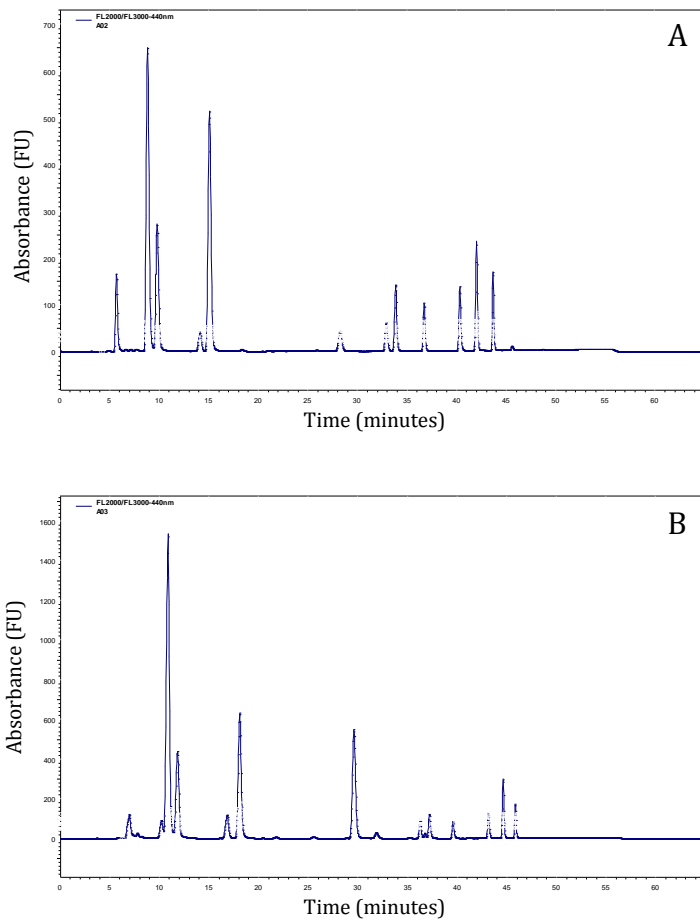 FL2000/FL3000-440nm
A02
A
700
600
500
400
300
200
100
0
Absorbance (FU)
0 5 10 15 20 25 30 35 40 45 50 55 60
Time (minutes)
FL2000/FL3000-440nm
A03
B
1600
1400
1200
1000
800
600
400
200
0
Absorbance (FU)
0 5 10 15 20 25 30 35 40 45 50 55 60
Time (minutes)